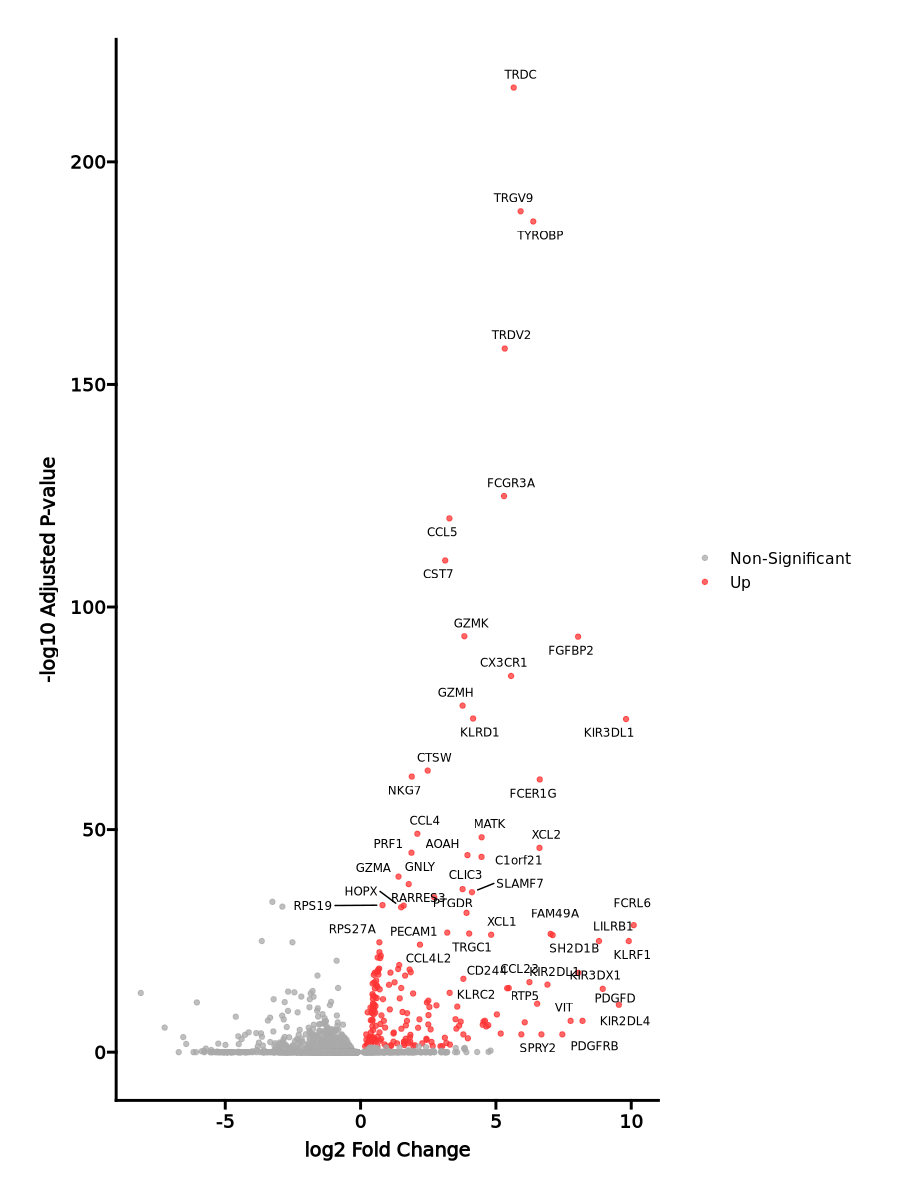 TRDC
200
TRGV9
TYROBP
TRDV2
150
FCGR3A
CCL5
CST7
100
GZMK
FGFBP2
CX3CR1
GZMH
KLRD1
KIR3DL1
CTSW
NKG7
FCER1G
50
CCL4
MATK
XCL2
PRF1
AOAH
C1orf21
GZMA
GNLY
CLIC3
SLAMF7
HOPX
RARRES3
PTGDR
RPS19
FCRL6
FAM49A
XCL1
LILRB1
RPS27A
PECAM1
TRGC1
SH2D1B
KLRF1
CCL4L2
CD244
CCL23
KIR2DL1
KIR3DX1
KLRC2
RTP5
PDGFD
VIT
KIR2DL4
SPRY2
PDGFRB
0
-5
0
5
10
log2 Fold Change
-log10 Adjusted P-value
Non-Significant
Up